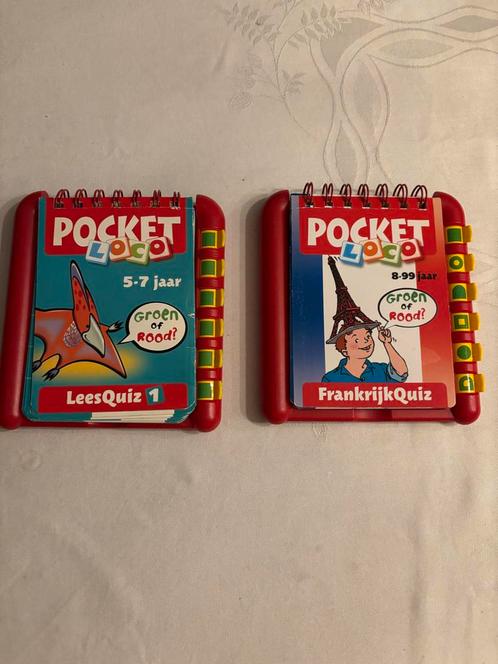 POCKET
LOCO
5-7 jaar
GROEN
OF
ROOD?
LeesQuiz 1
POCKET
LOCO
8-99 jaar
GROEN
OF
ROOD?
FrankrijkQuiz